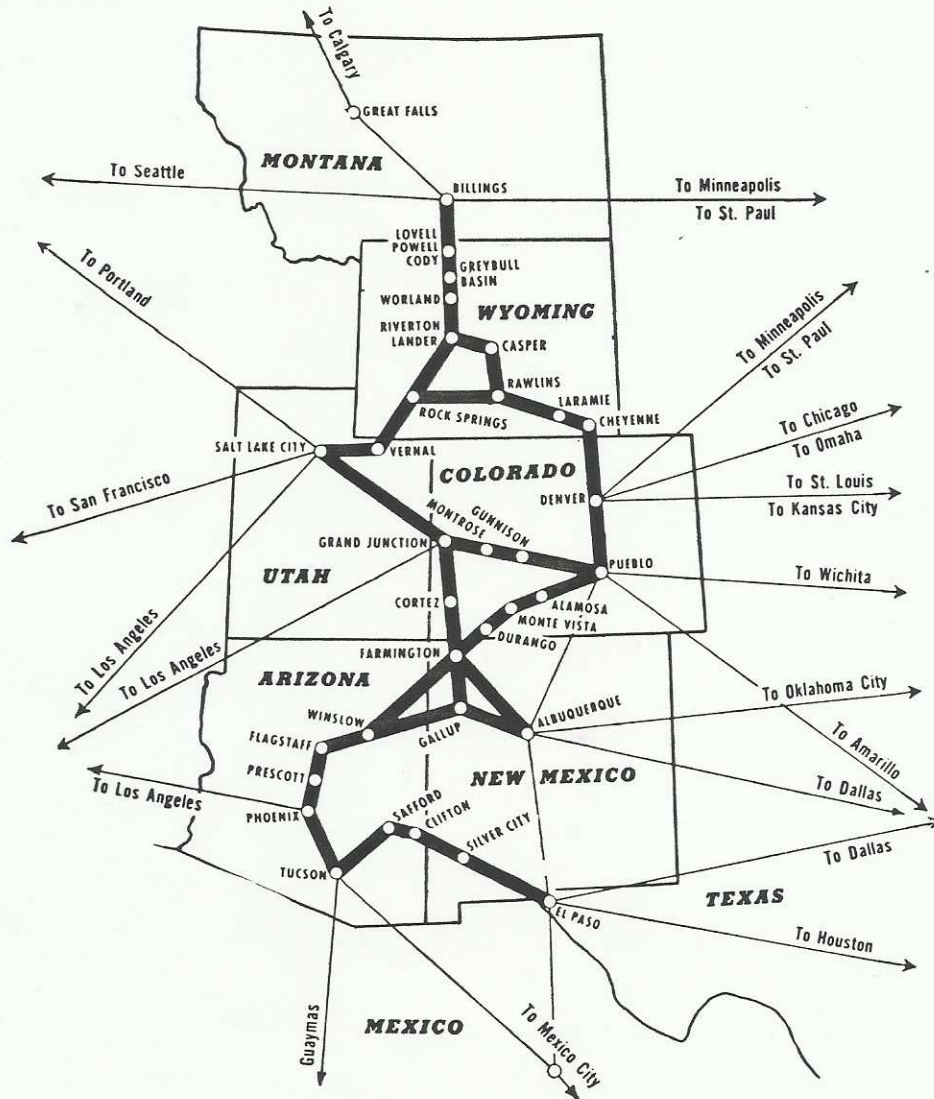 To Calgary
GREAT FALLS
MONTANA
To Seattle
BILLINGS
To Minneapolis
To St. Paul
LOVELL
POWELL
CODY
GREYBULL
BASIN
To Portland
WORLAND
WYOMING
RIVERTON
LANDER
CASPER
To Minneapolis
To St. Paul
RAWLINS
ROCK SPRINGS
LARAMIE
CHEYENNE
To Chicago
To Omaha
SALT LAKE CITY
VERNAL
COLORADO
To San Francisco
DENVER
To St. Louis
To Kansas City
GUNNISON
MONTROSE
GRAND JUNCTION
UTAH
PUEBLO
To Wichita
CORTEZ
ALAMOSA
MONTE VISTA
DURANGO
To Los Angeles
To Los Angeles
FARMINGTON
ARIZONA
To Oklahoma City
WINSLOW
GALLUP
ALBUQUERQUE
FLAGSTAFF
To Amarillo
PRESCOTT
NEW MEXICO
To Los Angeles
To Dallas
PHOENIX
SAFFORD
CLIFTON
SILVER CITY
To Dallas
TUCSON
TEXAS
EL PASO
To Houston
Guaymas
MEXICO
To Mexico City